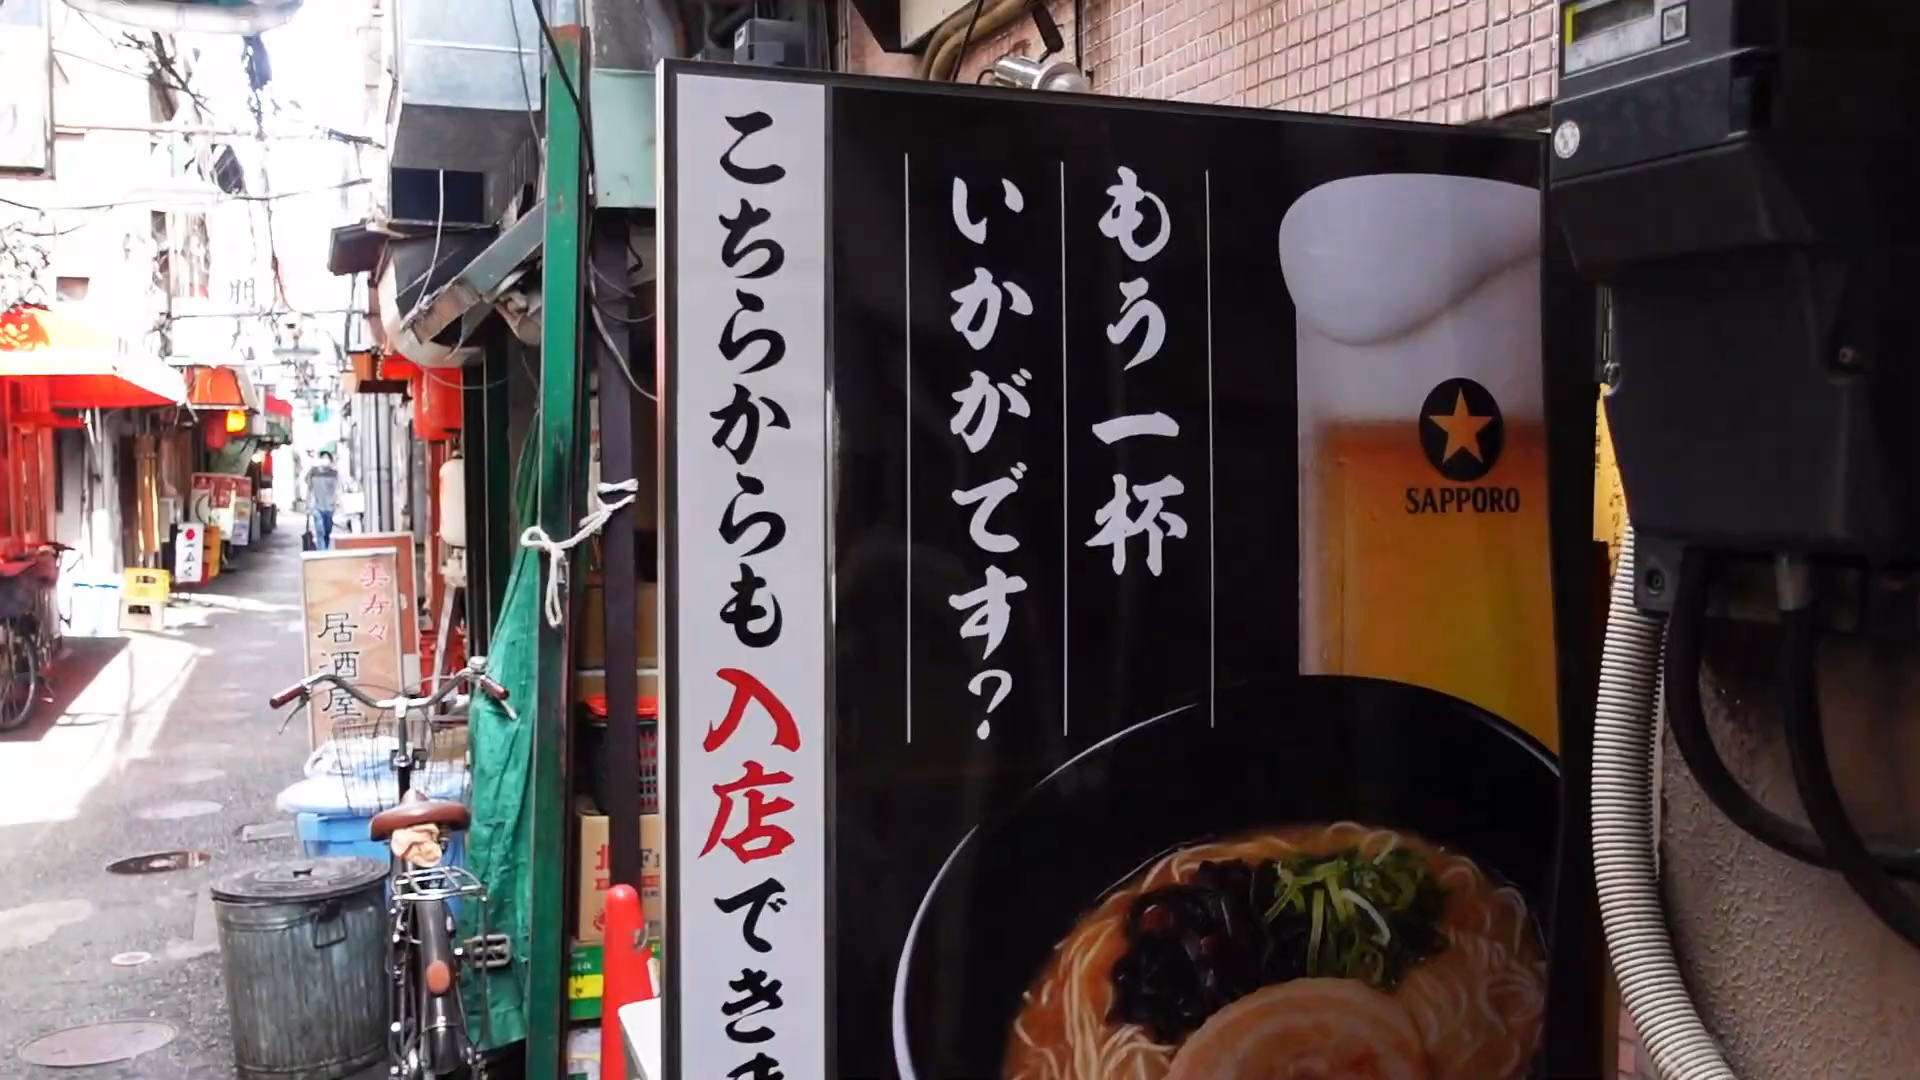 もう一杯
いかがです?
こちらからも入店できま
SAPPORO
美寿々
居酒屋